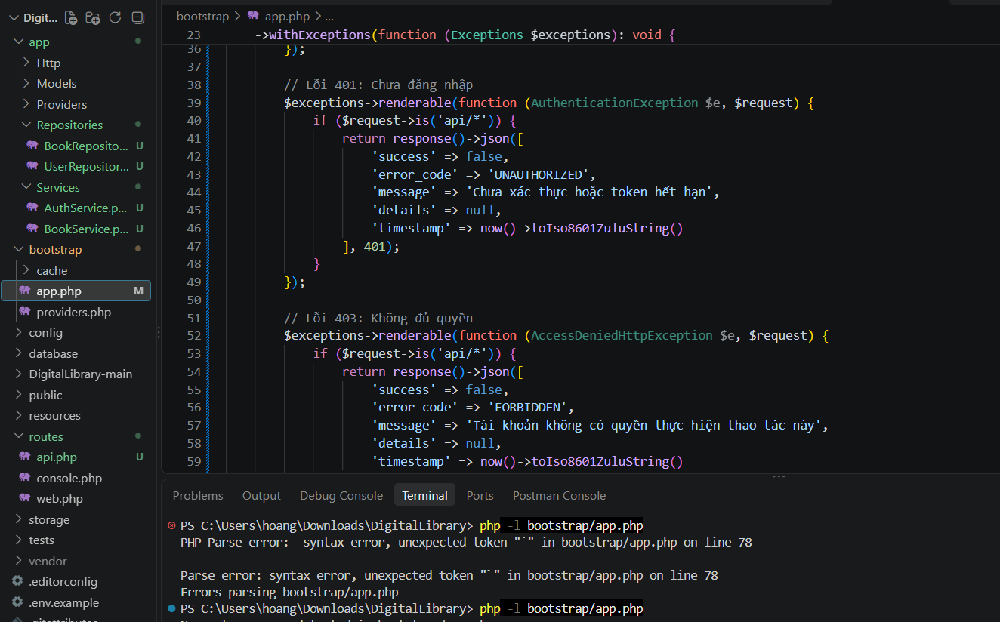 Digit...
app
Http
Models
Providers
Repositories
BookReposito... U
UserRepositor... U
Services
AuthService.p... U
BookService.p... U
bootstrap
cache
app.php M
providers.php
config
database
DigitalLibrary-main
public
resources
routes
api.php U
console.php
web.php
storage
tests
vendor
.editorconfig
.env.example
.gitattributes
bootstrap > app.php > ...
23 ->withExceptions(function (Exceptions $exceptions): void {
36 });
37
38 // Lỗi 401: Chưa đăng nhập
39 $exceptions->renderable(function (AuthenticationException $e, $request) {
40 if ($request->is('api/*')) {
41 return response()->json([
42 'success' => false,
43 'error_code' => 'UNAUTHORIZED',
44 'message' => 'Chưa xác thực hoặc token hết hạn',
45 'details' => null,
46 'timestamp' => now()->toIso8601ZuluString()
47 ], 401);
48 }
49 });
50
51 // Lỗi 403: Không đủ quyền
52 $exceptions->renderable(function (AccessDeniedHttpException $e, $request) {
53 if ($request->is('api/*')) {
54 return response()->json([
55 'success' => false,
56 'error_code' => 'FORBIDDEN',
57 'message' => 'Tài khoản không có quyền thực hiện thao tác này',
58 'details' => null,
59 'timestamp' => now()->toIso8601ZuluString()
Problems Output Debug Console Terminal Ports Postman Console
PS C:\Users\hoang\Downloads\DigitalLibrary> php -l bootstrap/app.php
PHP Parse error:  syntax error, unexpected token "`" in bootstrap/app.php on line 78
Parse error: syntax error, unexpected token "`" in bootstrap/app.php on line 78
Errors parsing bootstrap/app.php
PS C:\Users\hoang\Downloads\DigitalLibrary> php -l bootstrap/app.php